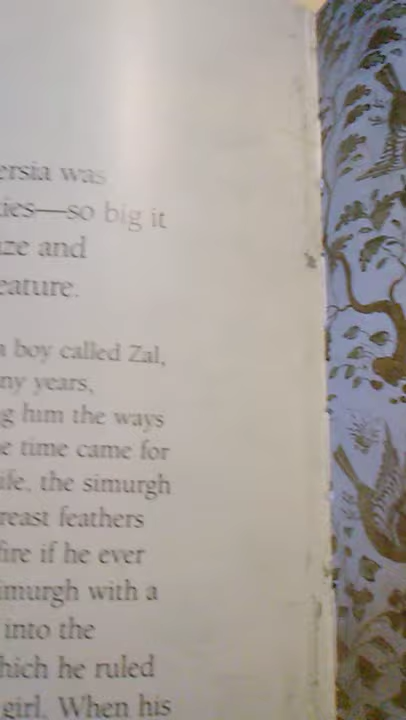 ersia was
ies—so big it
aze and
eature.
a boy called Zal,
ny years,
g him the ways
e time came for
ife, the simurgh
reast feathers
fire if he ever
imurgh with a
into the
hich he ruled
girl. When his